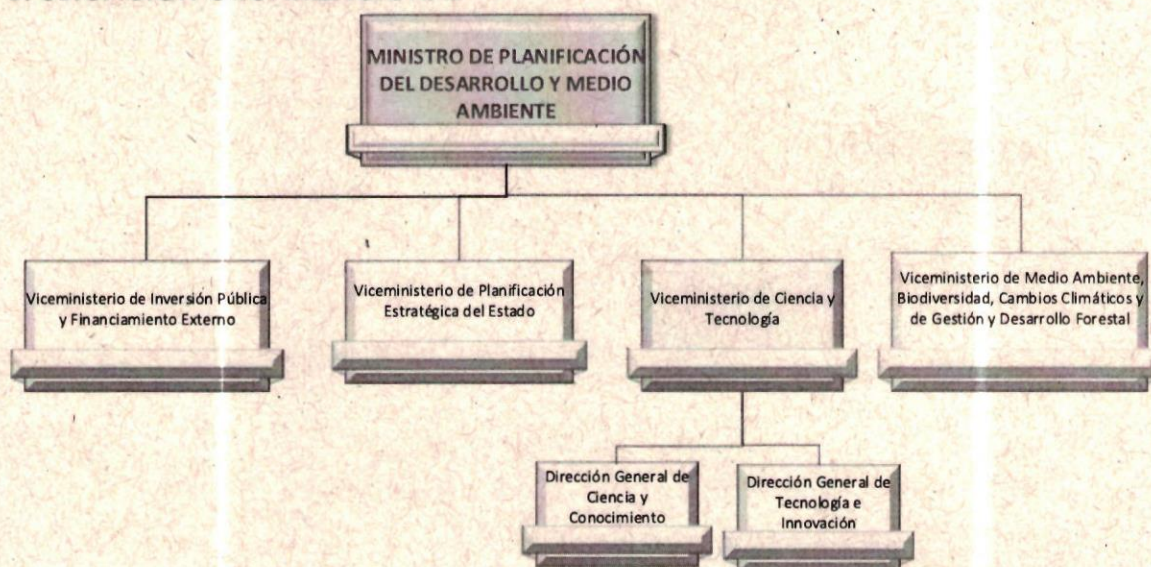 MINISTRO DE PLANIFICACIÓN
DEL DESARROLLO Y MEDIO
AMBIENTE
Viceministerio de Inversión Pública
y Financiamiento Externo
Viceministerio de Planificación
Estratégica del Estado
Viceministerio de Ciencia y
Tecnología
Viceministerio de Medio Ambiente,
Biodiversidad, Cambios Climáticos y
de Gestión y Desarrollo Forestal
Dirección General de
Ciencia y
Conocimiento
Dirección General de
Tecnología e
Innovación